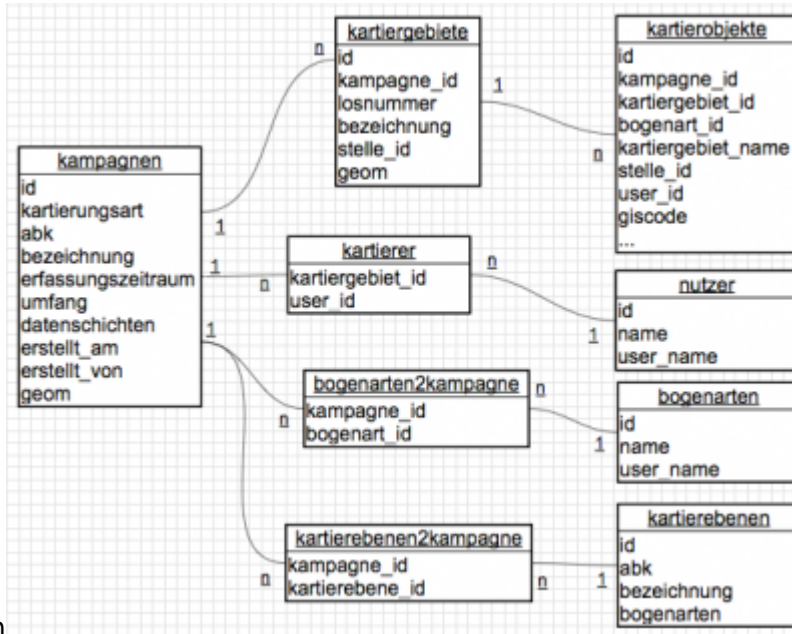 kampagnen
id
kartierungsart
abk
bezeichnung
erfassungszeitraum
umfang
datenschichten
erstellt_am
erstellt_von
geom
1
1
1
n
kartiergebiete
id
kampagne_id
losnummer
bezeichnung
stelle_id
geom
1
n
kartierobjekte
id
kampagne_id
kartiergebiet_id
bogenart_id
kartiergebiet_name
stelle_id
user_id
giscode
...
n
kartierer
kartiergebiet_id
user_id
n
1
nutzer
id
name
user_name
n
bogenarten2kampagne
kampagne_id
bogenart_id
n
1
bogenarten
id
name
user_name
n
kartierebenen2kampagne
kampagne_id
kartierebene_id
n
1
kartierebenen
id
abk
bezeichnung
bogenarten